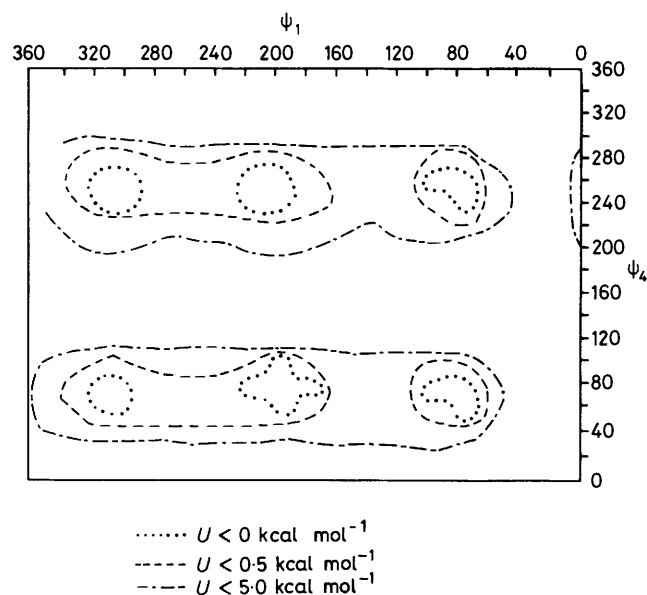 ψ₁
360 320 280 240 200 160 120 80 40 0
360
320
280
240
200
ψ₄
160
120
80
40
0
U < 0 kcal mol⁻¹
U < 0·5 kcal mol⁻¹
U < 5·0 kcal mol⁻¹